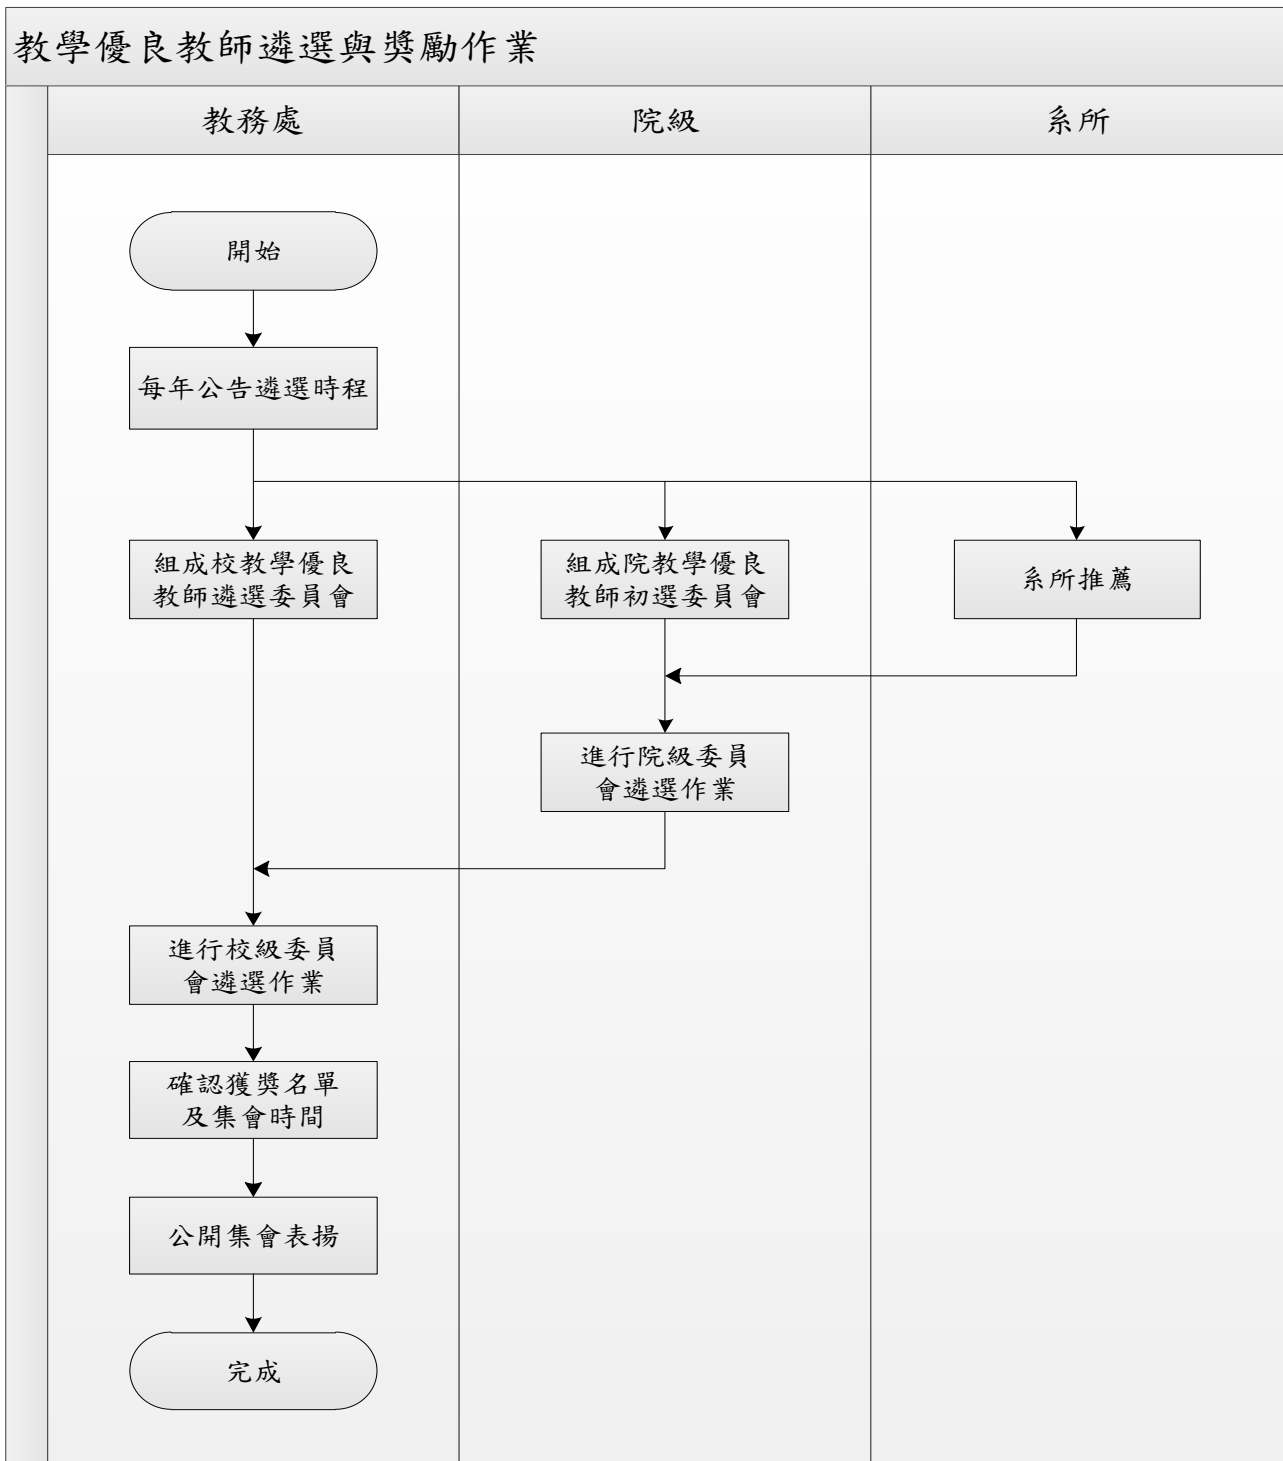 教學優良教師遴選與獎勵作業
教務處
院級
系所
開始
每年公告遴選時程
組成校教學優良
教師遴選委員會
組成院教學優良
教師初選委員會
系所推薦
進行院級委員
會遴選作業
進行校級委員
會遴選作業
確認獲獎名單
及集會時間
公開集會表揚
完成